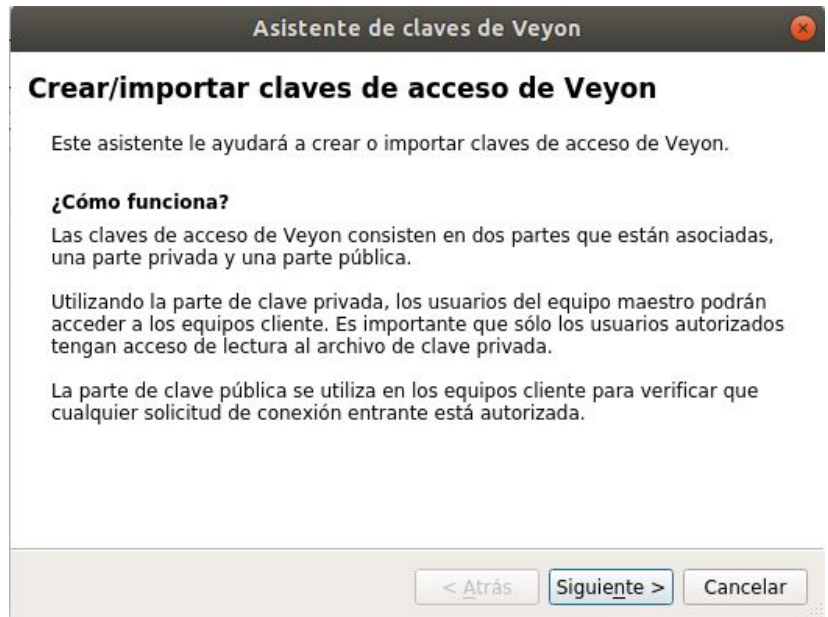 Asistente de claves de Veyon
Crear/importar claves de acceso de Veyon
Este asistente le ayudará a crear o importar claves de acceso de Veyon.
¿Cómo funciona?
Las claves de acceso de Veyon consisten en dos partes que están asociadas,
una parte privada y una parte pública.
Utilizando la parte de clave privada, los usuarios del equipo maestro podrán
acceder a los equipos cliente. Es importante que sólo los usuarios autorizados
tengan acceso de lectura al archivo de clave privada.
La parte de clave pública se utiliza en los equipos cliente para verificar que
cualquier solicitud de conexión entrante está autorizada.
< Atrás Siguiente > Cancelar